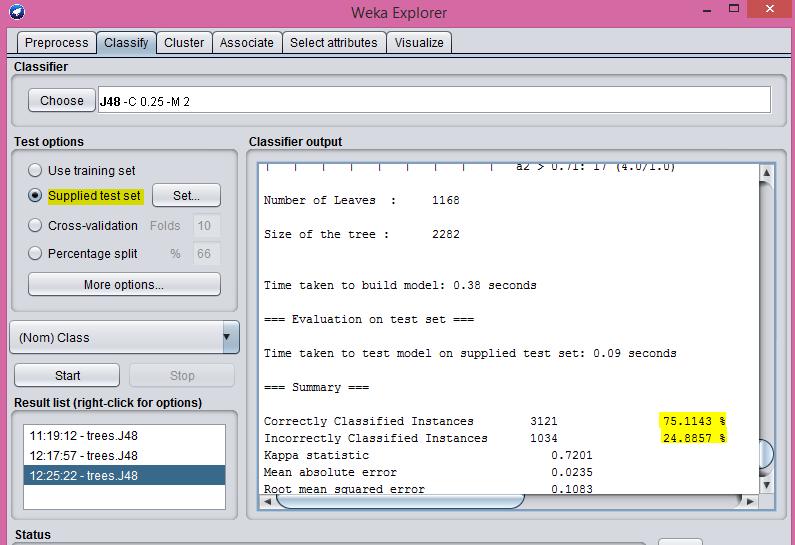 Weka Explorer
Preprocess Classify Cluster Associate Select attributes Visualize
Classifier
Choose J48 -C 0.25 -M 2
Test options
Use training set
Supplied test set Set...
Cross-validation Folds 10
Percentage split % 66
More options...
(Nom) Class
Start Stop
Result list (right-click for options)
11:19:12 - trees.J48
12:17:57 - trees.J48
12:25:22 - trees.J48
Classifier output
| | | | | | | | | a2 > 0.71: 17 (4.0/1.0)
Number of Leaves : 1168
Size of the tree : 2282
Time taken to build model: 0.38 seconds
=== Evaluation on test set ===
Time taken to test model on supplied test set: 0.09 seconds
=== Summary ===
Correctly Classified Instances 3121 75.1143 %
Incorrectly Classified Instances 1034 24.8857 %
Kappa statistic 0.7201
Mean absolute error 0.0235
Root mean squared error 0.1083
Status